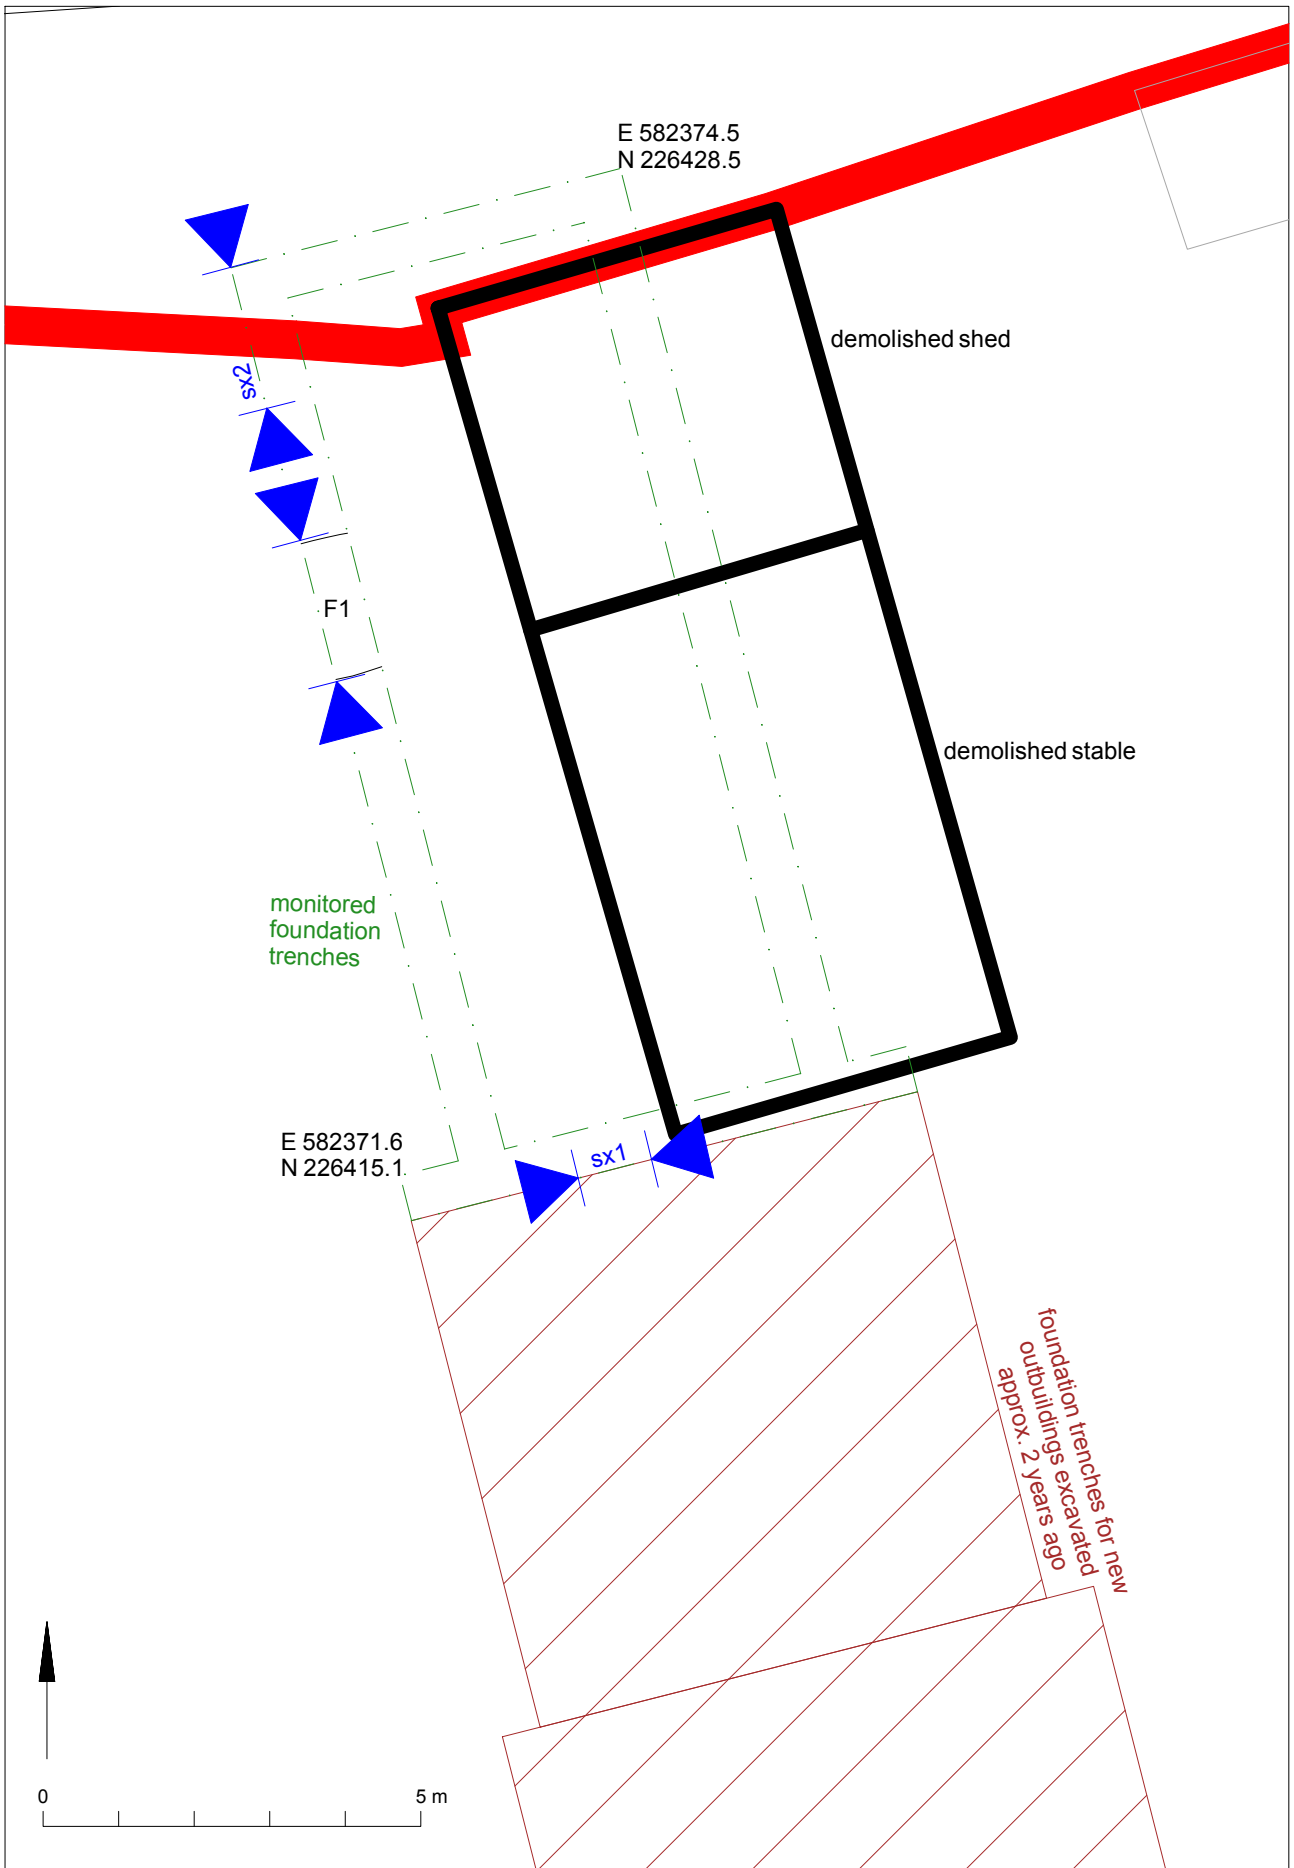 E 582374.5
N 226428.5
demolished shed
sx2
F1
demolished stable
monitored
foundation
trenches
E 582371.6
N 226415.1
sx1
foundation trenches for new
outbuildings excavated
approx. 2 years ago
0
5 m